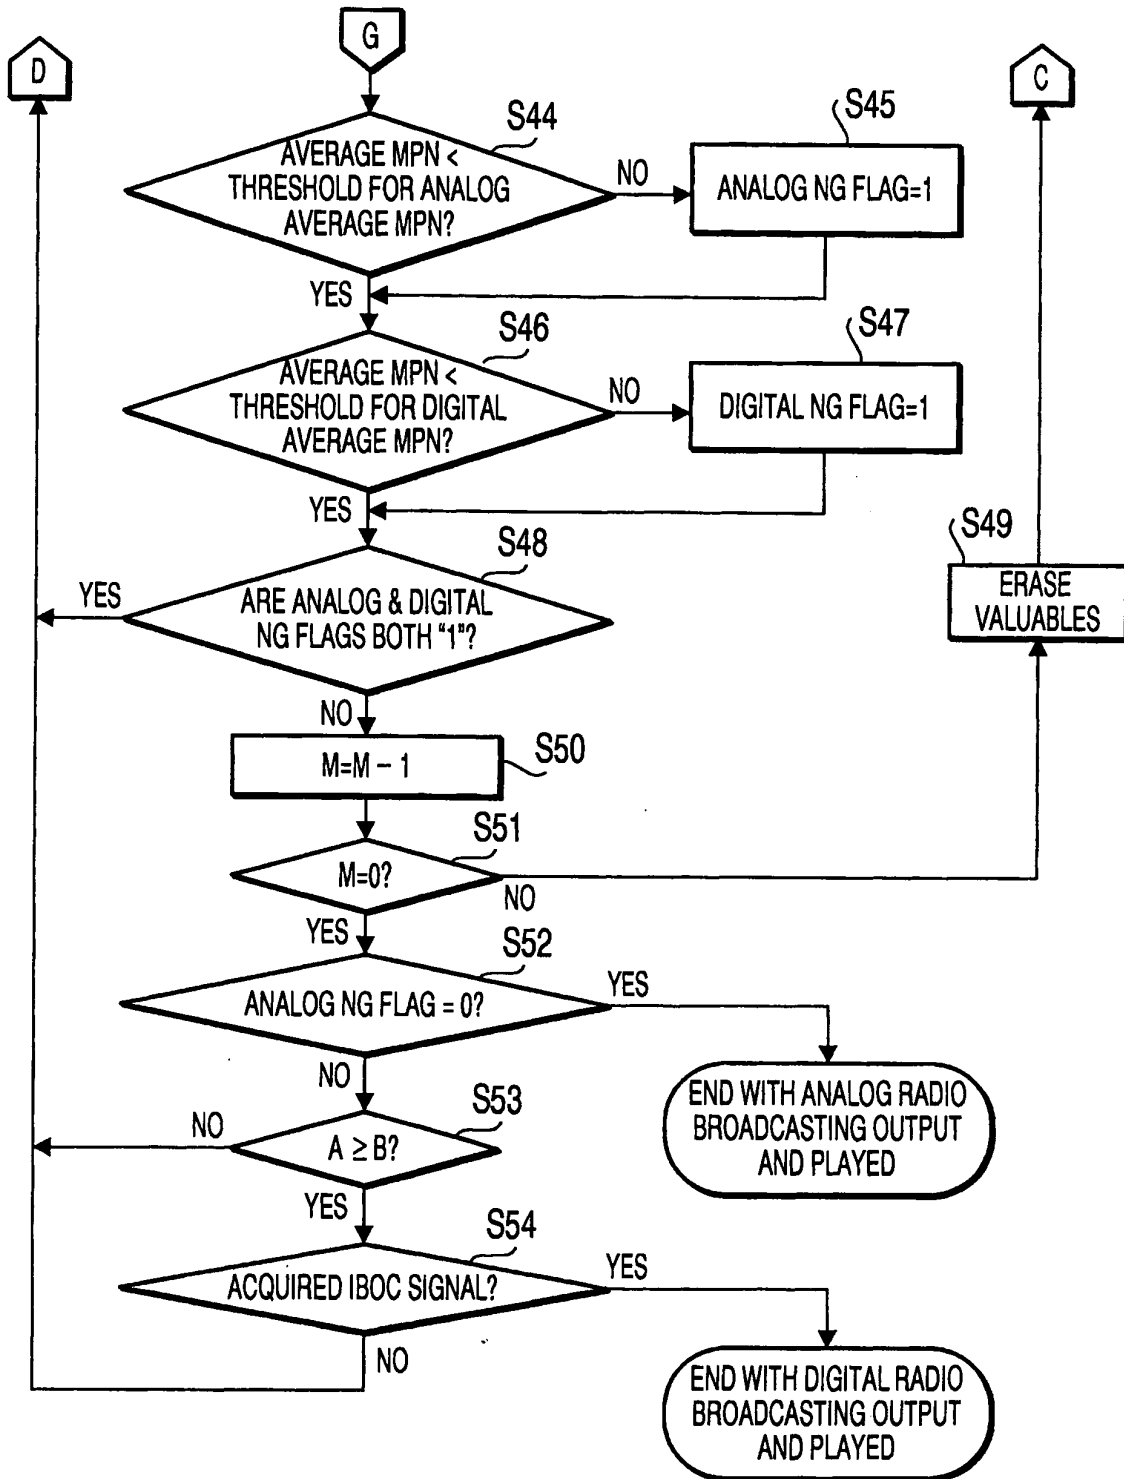 G
D
C
S44
AVERAGE MPN <
THRESHOLD FOR ANALOG
AVERAGE MPN?
NO
S45
ANALOG NG FLAG=1
YES
S46
AVERAGE MPN <
THRESHOLD FOR DIGITAL
AVERAGE MPN?
NO
S47
DIGITAL NG FLAG=1
YES
S48
ARE ANALOG & DIGITAL
NG FLAGS BOTH “1”?
YES
S49
ERASE
VALUABLES
NO
M=M – 1
S50
S51
M=0?
NO
YES
S52
ANALOG NG FLAG = 0?
YES
END WITH ANALOG RADIO
BROADCASTING OUTPUT
AND PLAYED
NO
S53
NO
A ≥ B?
YES
S54
ACQUIRED IBOC SIGNAL?
YES
NO
END WITH DIGITAL RADIO
BROADCASTING OUTPUT
AND PLAYED